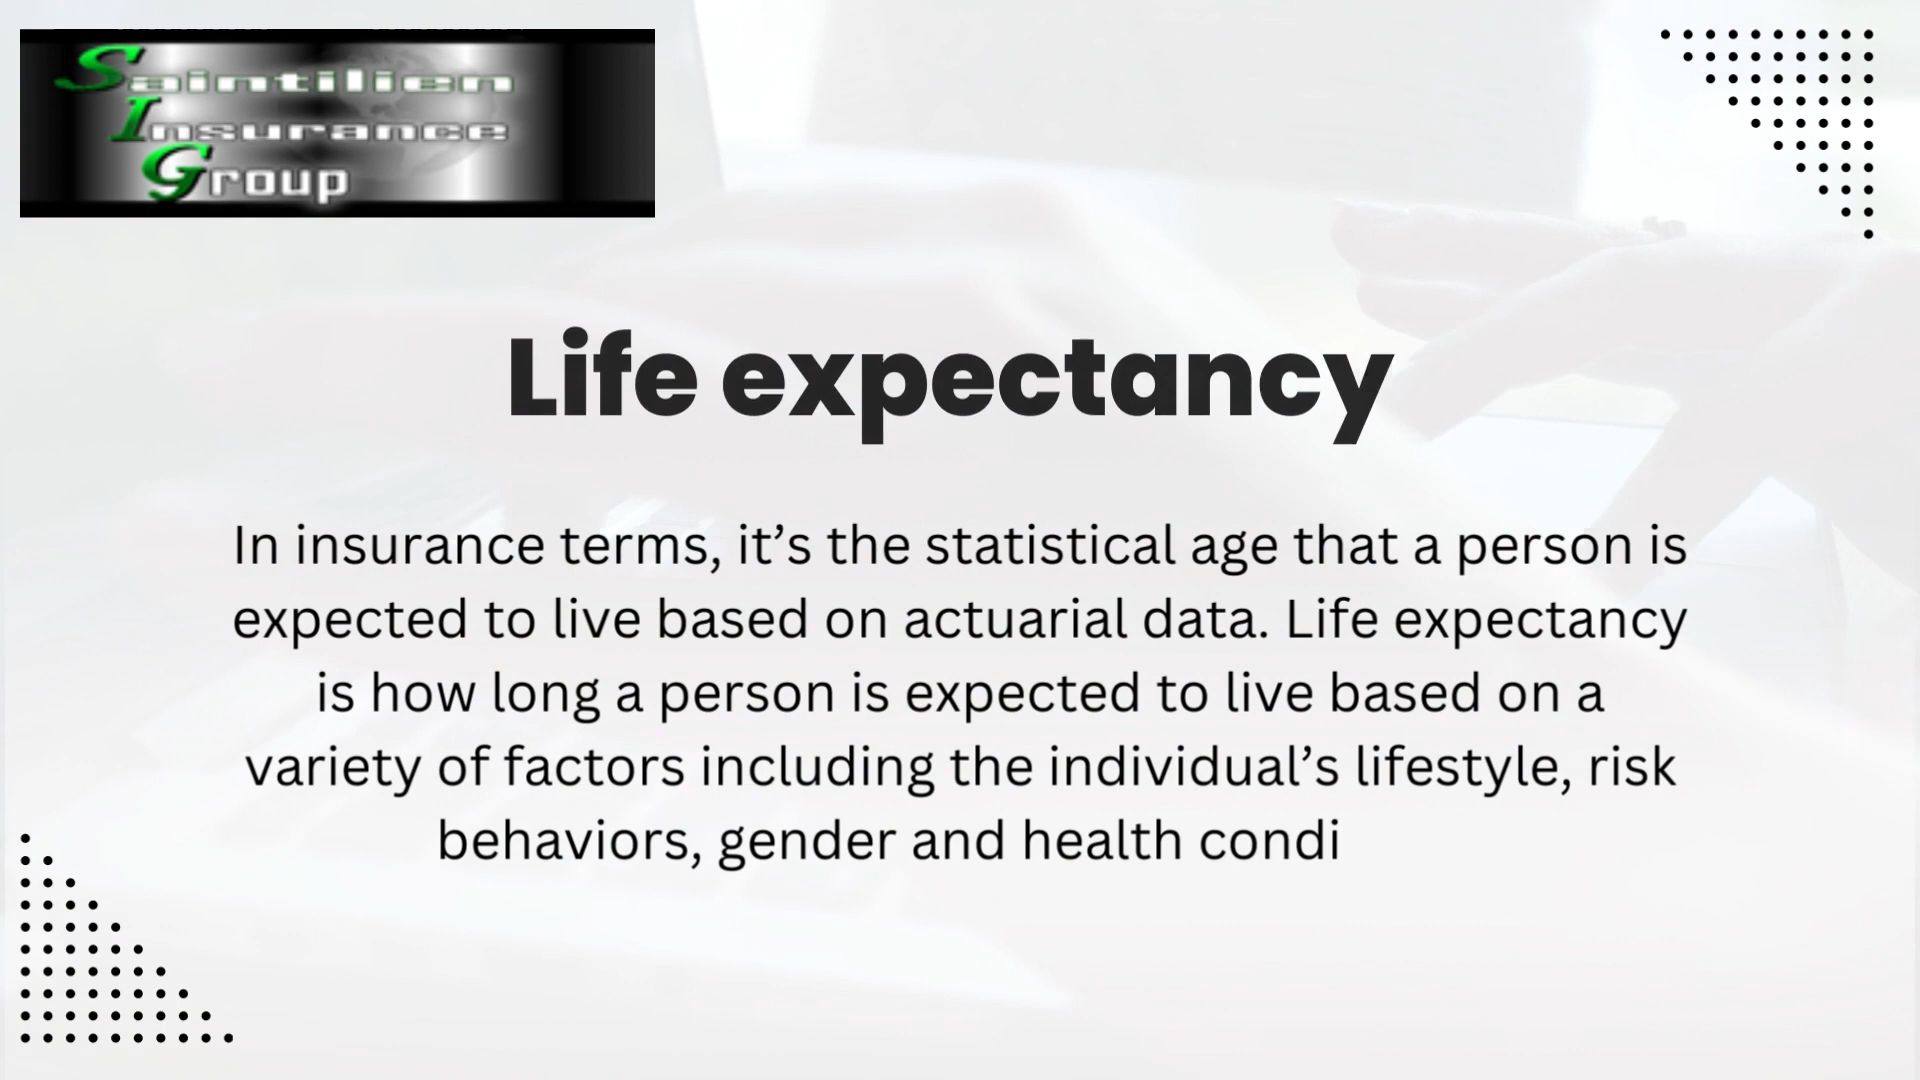 Saintilien
Insurance
Group
Life expectancy
In insurance terms, it’s the statistical age that a person is
expected to live based on actuarial data. Life expectancy
is how long a person is expected to live based on a
variety of factors including the individual’s lifestyle, risk
behaviors, gender and health condi